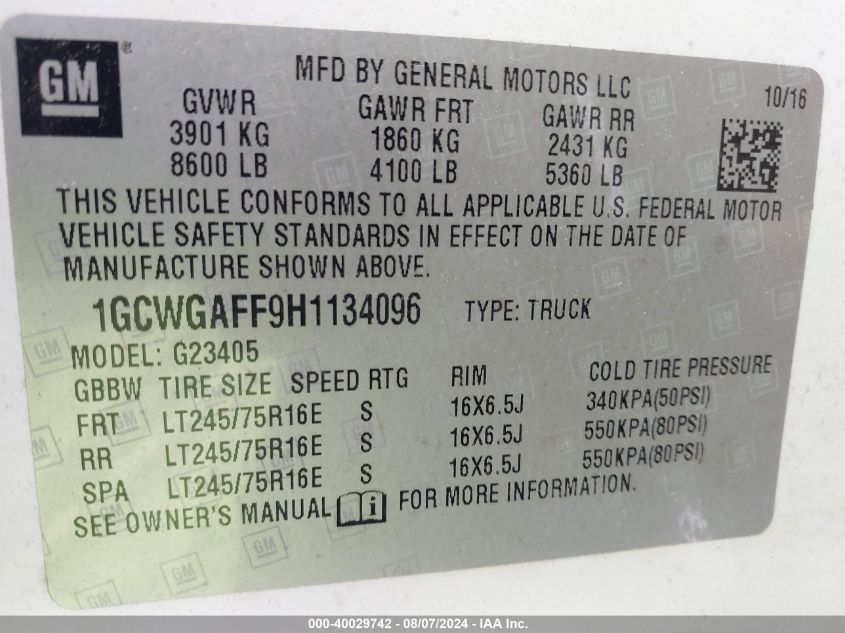 GM®
MFD BY GENERAL MOTORS LLC
10/16
GVWR GAWR FRT GAWR RR
3901 KG 1860 KG 2431 KG
8600 LB 4100 LB 5360 LB
THIS VEHICLE CONFORMS TO ALL APPLICABLE U.S. FEDERAL MOTOR
VEHICLE SAFETY STANDARDS IN EFFECT ON THE DATE OF
MANUFACTURE SHOWN ABOVE.
1GCWGAFF9H1134096 TYPE: TRUCK
MODEL: G23405
GBBW TIRE SIZE SPEED RTG RIM COLD TIRE PRESSURE
FRT LT245/75R16E S 16X6.5J 340KPA(50PSI)
RR LT245/75R16E S 16X6.5J 550KPA(80PSI)
SPA LT245/75R16E S 16X6.5J 550KPA(80PSI)
SEE OWNER'S MANUAL i FOR MORE INFORMATION.
000-40029742 - 08/07/2024 - IAA Inc.